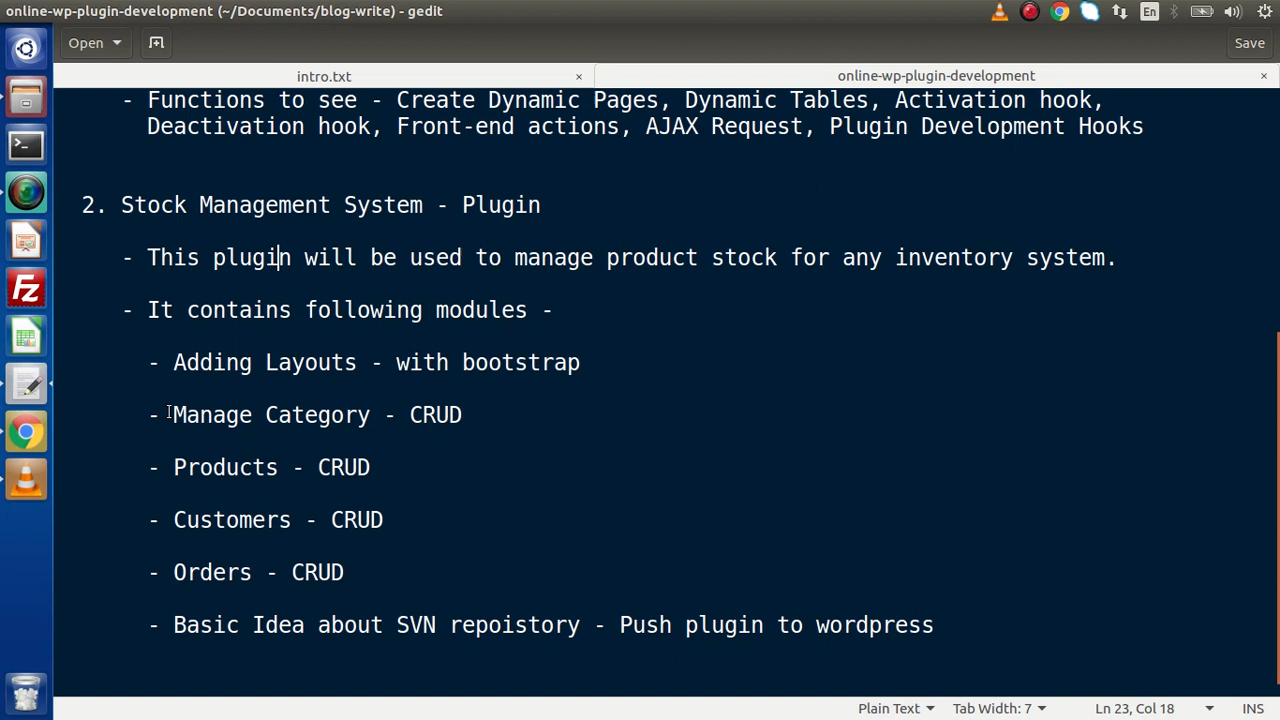 online-wp-plugin-development (~/Documents/blog-write) - gedit
En
Open
Save
intro.txt ×
online-wp-plugin-development ×
- Functions to see - Create Dynamic Pages, Dynamic Tables, Activation hook,
Deactivation hook, Front-end actions, AJAX Request, Plugin Development Hooks
2. Stock Management System - Plugin
- This plugin will be used to manage product stock for any inventory system.
- It contains following modules -
- Adding Layouts - with bootstrap
- Manage Category - CRUD
- Products - CRUD
- Customers - CRUD
- Orders - CRUD
- Basic Idea about SVN repoistory - Push plugin to wordpress
Plain Text Tab Width: 7 Ln 23, Col 18 INS